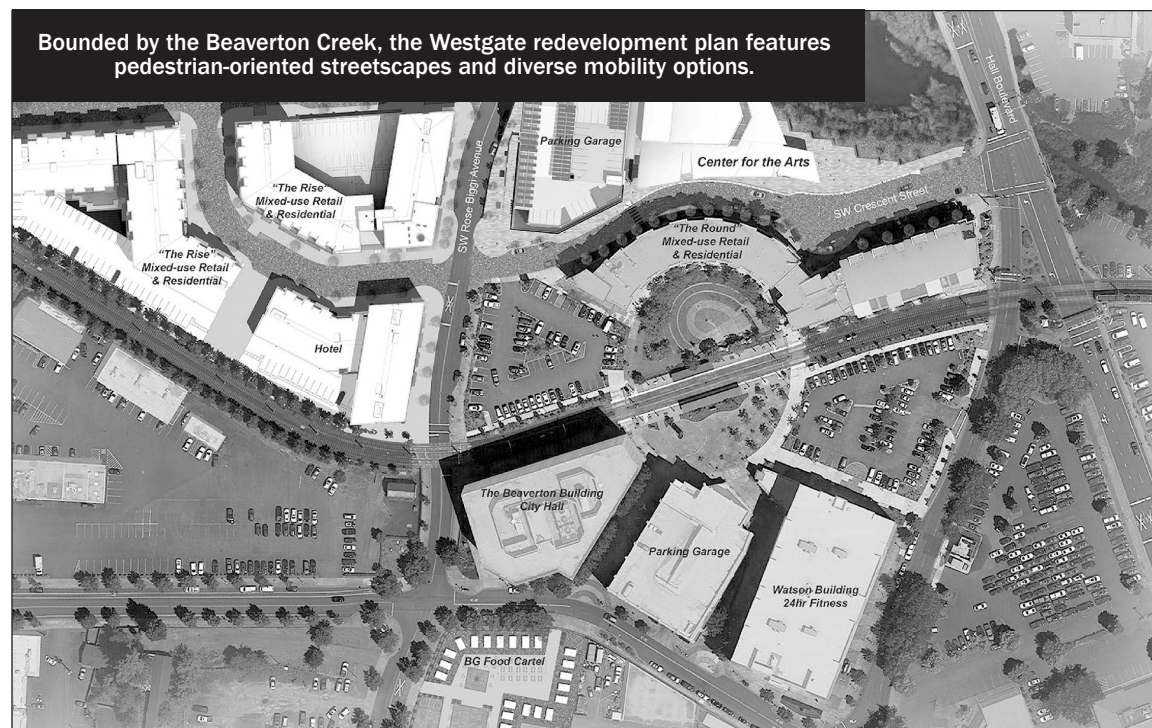 Bounded by the Beaverton Creek, the Westgate redevelopment plan features
pedestrian-oriented streetscapes and diverse mobility options.
Hall Boulevard
Parking Garage
Center for the Arts
SW Rose Biggi Avenue
SW Crescent Street
“The Rise”
Mixed-use Retail
& Residential
“The Round”
Mixed-use Retail
& Residential
“The Rise”
Mixed-use Retail
& Residential
Hotel
The Beaverton Building
City Hall
Parking Garage
Watson Building
24hr Fitness
BG Food Cartel